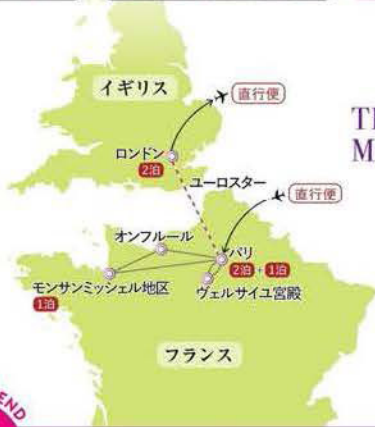 イギリス
直行便
ロンドン
2泊
ユーロスター
直行便
オンフルール
パリ
2泊+1泊
モンサンミッシェル地区
1泊
ヴェルサイユ宮殿
フランス
END